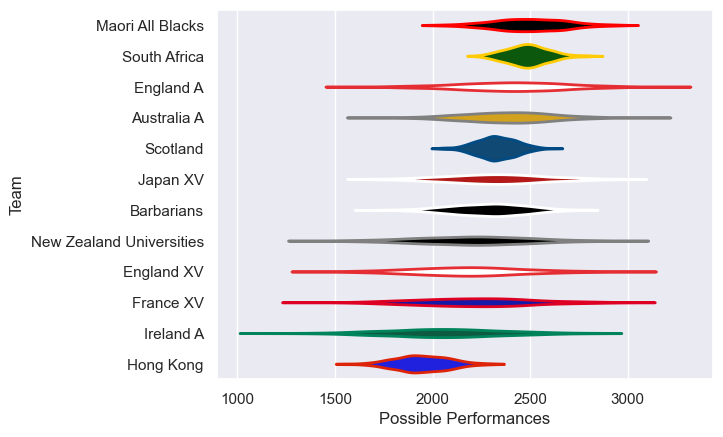 Maori All Blacks
South Africa
England A
Australia A
Scotland
Japan XV
Barbarians
New Zealand Universities
England XV
France XV
Ireland A
Hong Kong
Team
1000 1500 2000 2500 3000
Possible Performances